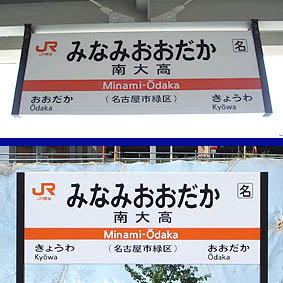 JR
JR東海
みなみおおだか
名
南大高
Minami-Ōdaka
おおだか
(名古屋市緑区)
きょうわ
Ōdaka
Kyōwa
JR
JR東海
みなみおおだか
名
南大高
Minami-Ōdaka
きょうわ
(名古屋市緑区)
おおだか
Kyōwa
Ōdaka